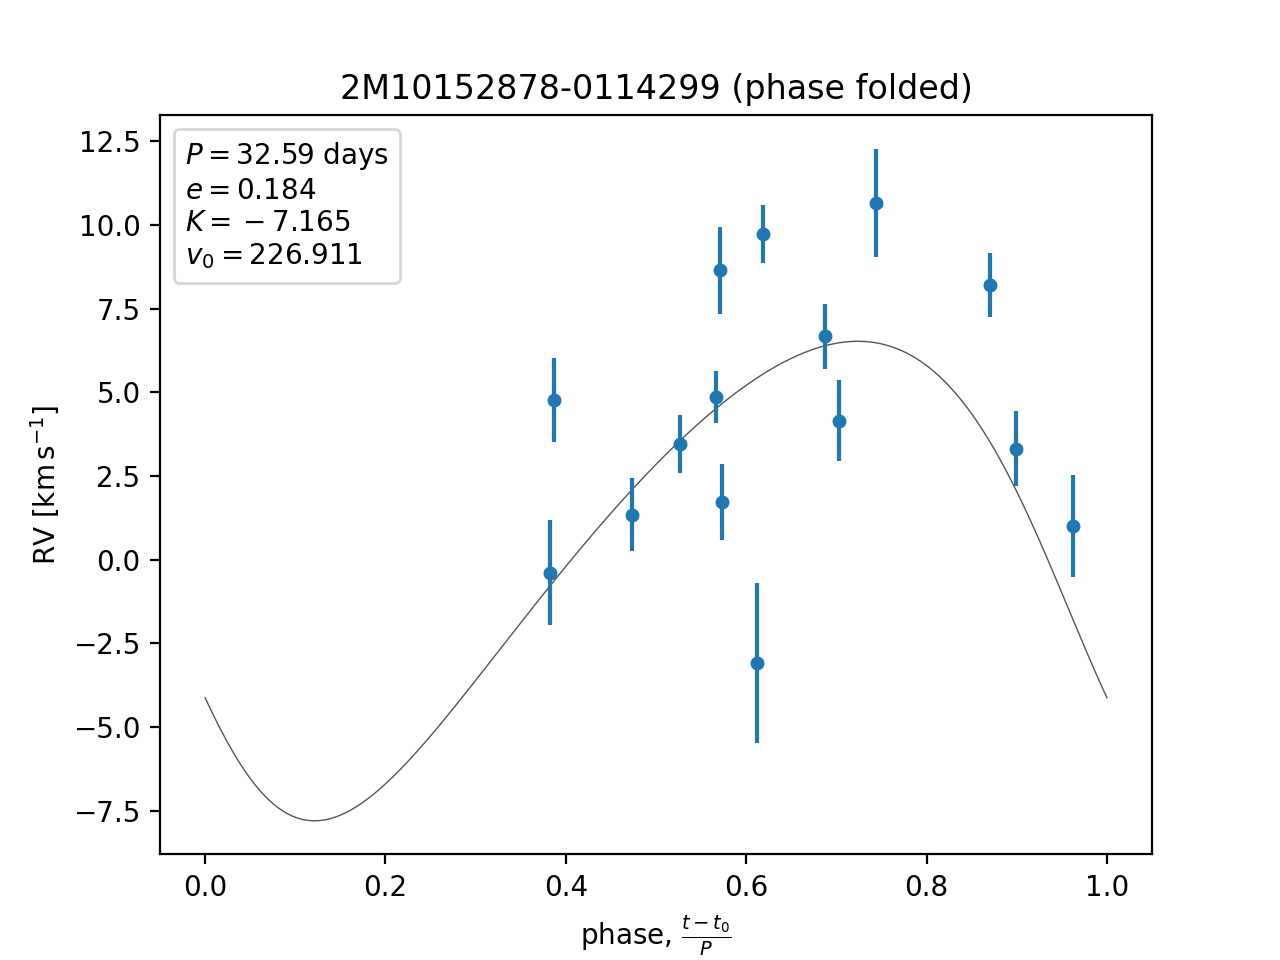 2M10152878-0114299 (phase folded)
P = 32.59 days
e = 0.184
K = −7.165
v₀ = 226.911
12.5
10.0
7.5
5.0
2.5
0.0
−2.5
−5.0
−7.5
RV [km s⁻¹]
0.0 0.2 0.4 0.6 0.8 1.0
phase, (t − t₀)/P